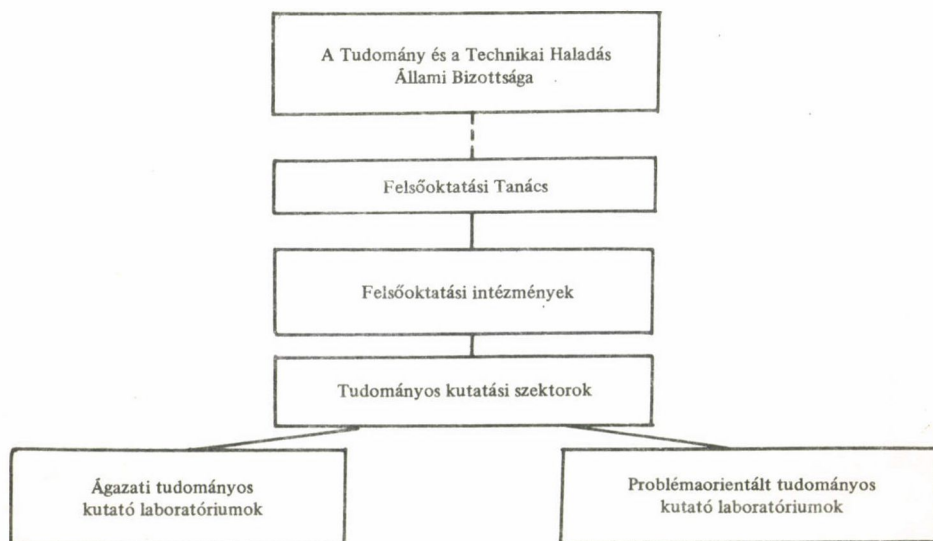 A Tudomány és a Technikai Haladás
Állami Bizottsága
Felsőoktatási Tanács
Felsőoktatási intézmények
Tudományos kutatási szektorok
Ágazati tudományos
kutató laboratóriumok
Problémaorientált tudományos
kutató laboratóriumok